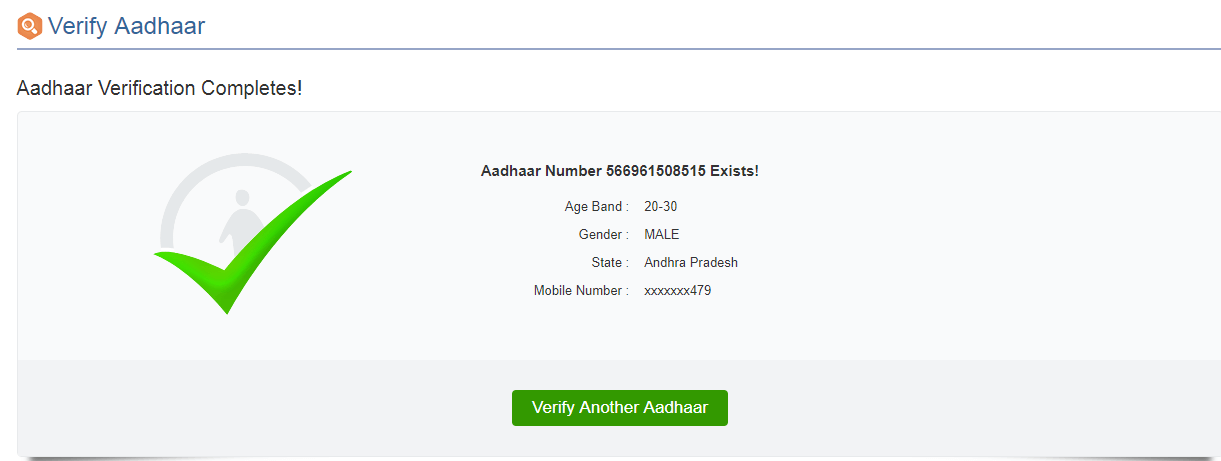 Verify Aadhaar
Aadhaar Verification Completes!
Aadhaar Number 566961508515 Exists!
Age Band : 20-30
Gender : MALE
State : Andhra Pradesh
Mobile Number : xxxxxxx479
Verify Another Aadhaar